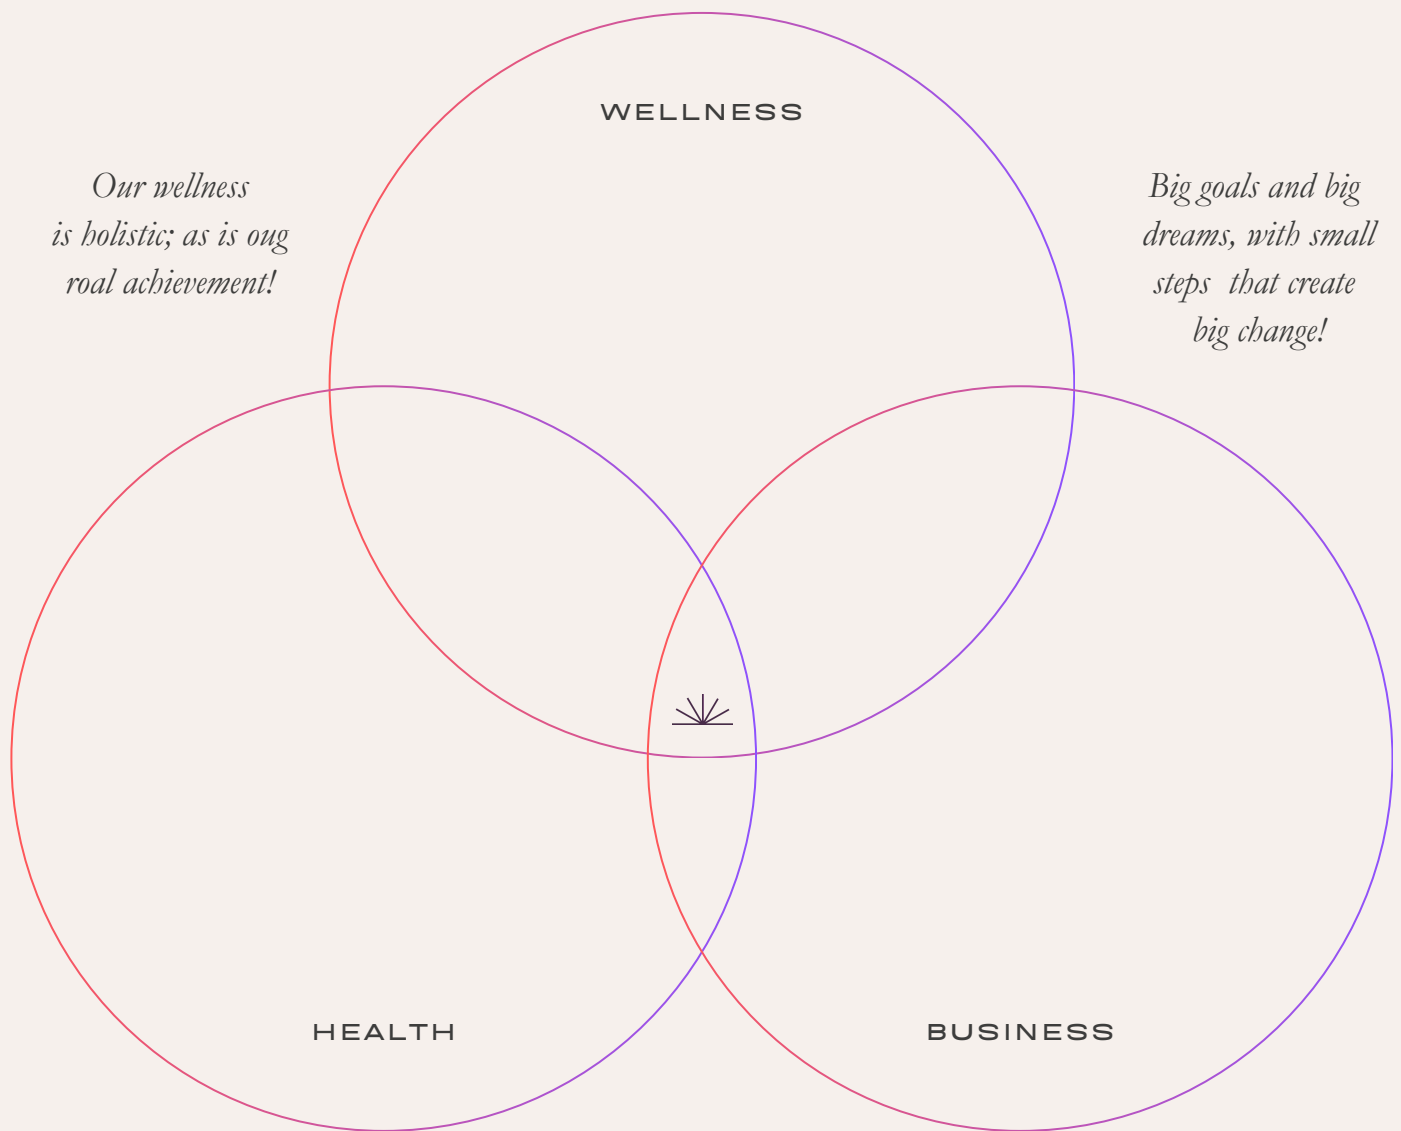 WELLNESS
Our wellness
is holistic; as is oug
roal achievement!
Big goals and big
dreams, with small
steps  that create
big change!
HEALTH
BUSINESS